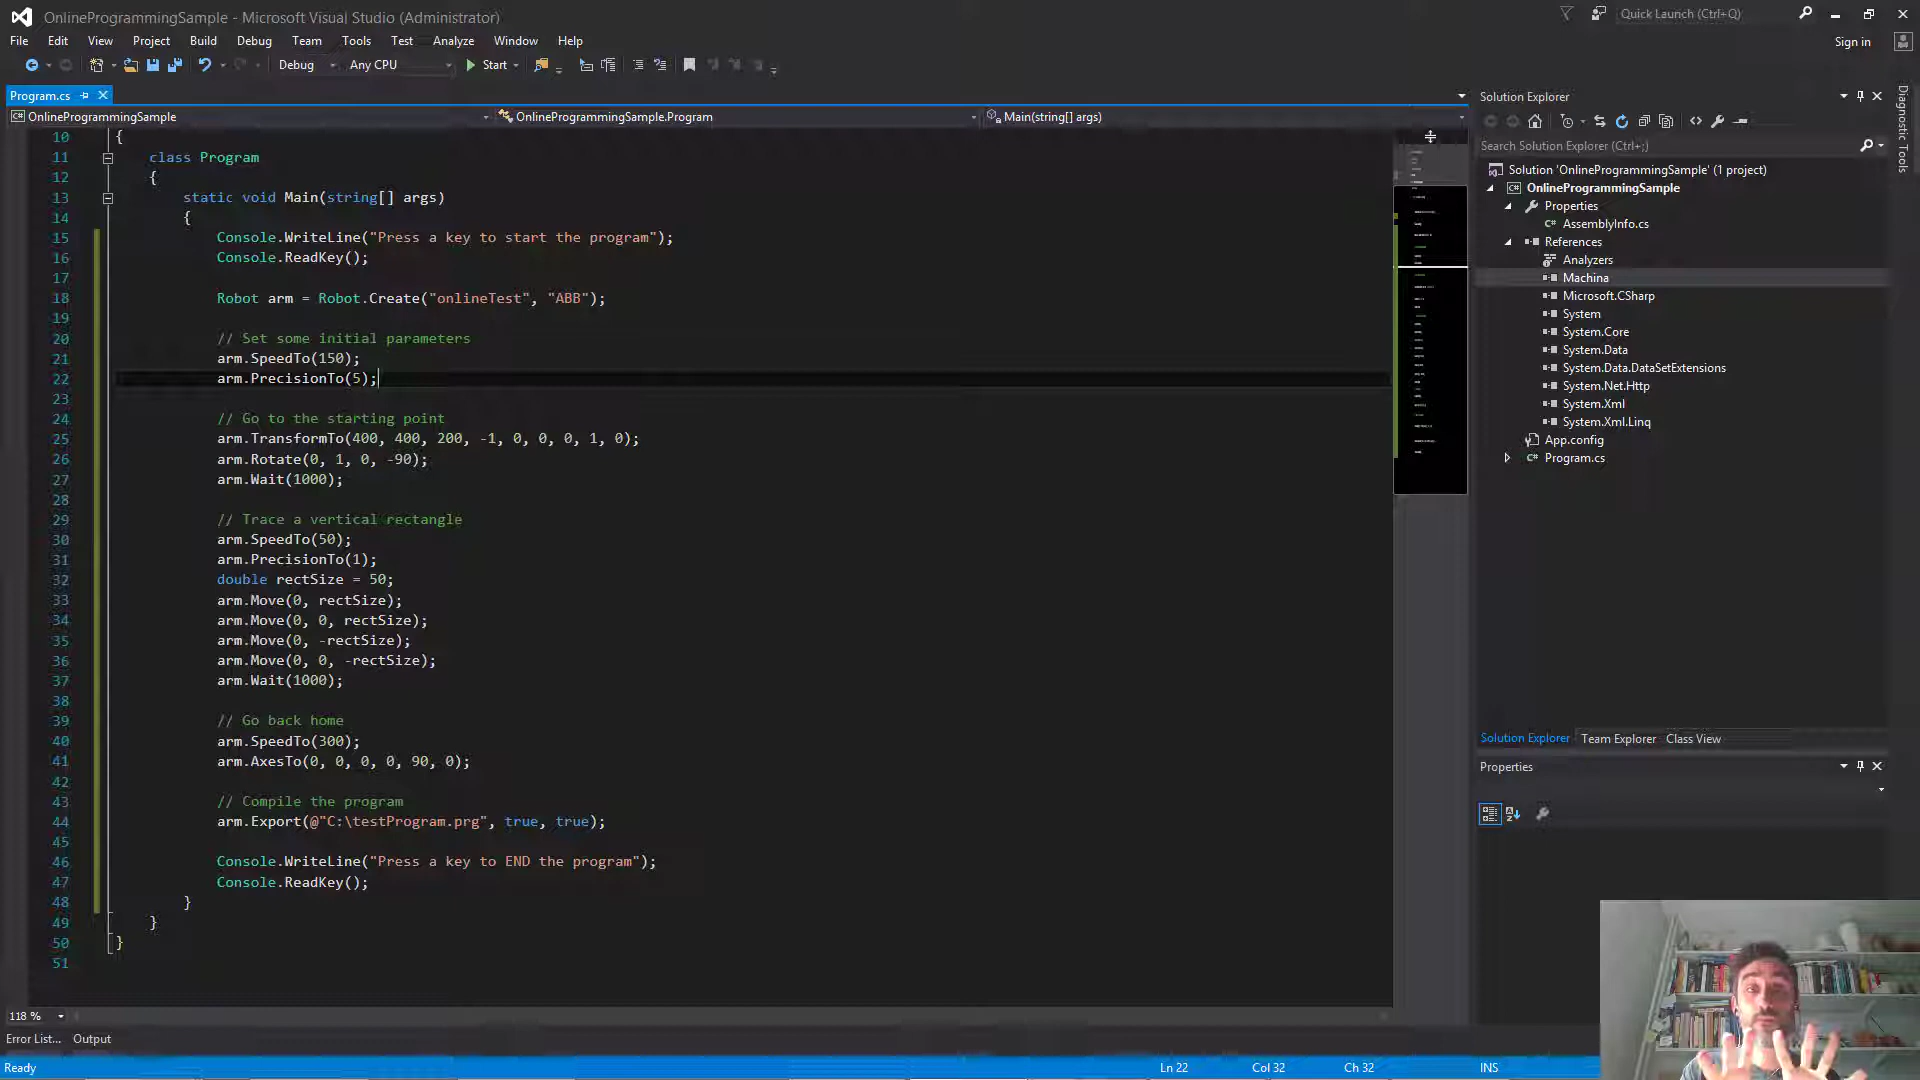 OnlineProgrammingSample - Microsoft Visual Studio (Administrator)
Quick Launch (Ctrl+Q)
File Edit View Project Build Debug Team Tools Test Analyze Window Help
Sign in
Debug Any CPU Start
Program.cs
OnlineProgrammingSample OnlineProgrammingSample.Program Main(string[] args)
10 {
11 class Program
12 {
13 static void Main(string[] args)
14 {
15 Console.WriteLine("Press a key to start the program");
16 Console.ReadKey();
17
18 Robot arm = Robot.Create("onlineTest", "ABB");
19
20 // Set some initial parameters
21 arm.SpeedTo(150);
22 arm.PrecisionTo(5);
23
24 // Go to the starting point
25 arm.TransformTo(400, 400, 200, -1, 0, 0, 0, 1, 0);
26 arm.Rotate(0, 1, 0, -90);
27 arm.Wait(1000);
28
29 // Trace a vertical rectangle
30 arm.SpeedTo(50);
31 arm.PrecisionTo(1);
32 double rectSize = 50;
33 arm.Move(0, rectSize);
34 arm.Move(0, 0, rectSize);
35 arm.Move(0, -rectSize);
36 arm.Move(0, 0, -rectSize);
37 arm.Wait(1000);
38
39 // Go back home
40 arm.SpeedTo(300);
41 arm.AxesTo(0, 0, 0, 0, 90, 0);
42
43 // Compile the program
44 arm.Export(@"C:\testProgram.prg", true, true);
45
46 Console.WriteLine("Press a key to END the program");
47 Console.ReadKey();
48 }
49 }
50 }
51
118 %
Error List... Output
Ready Ln 22 Col 32 Ch 32 INS
Solution Explorer
Search Solution Explorer (Ctrl+;)
Solution 'OnlineProgrammingSample' (1 project)
OnlineProgrammingSample
Properties
AssemblyInfo.cs
References
Analyzers
Machina
Microsoft.CSharp
System
System.Core
System.Data
System.Data.DataSetExtensions
System.Net.Http
System.Xml
System.Xml.Linq
App.config
Program.cs
Solution Explorer Team Explorer Class View
Properties
Diagnostic Tools